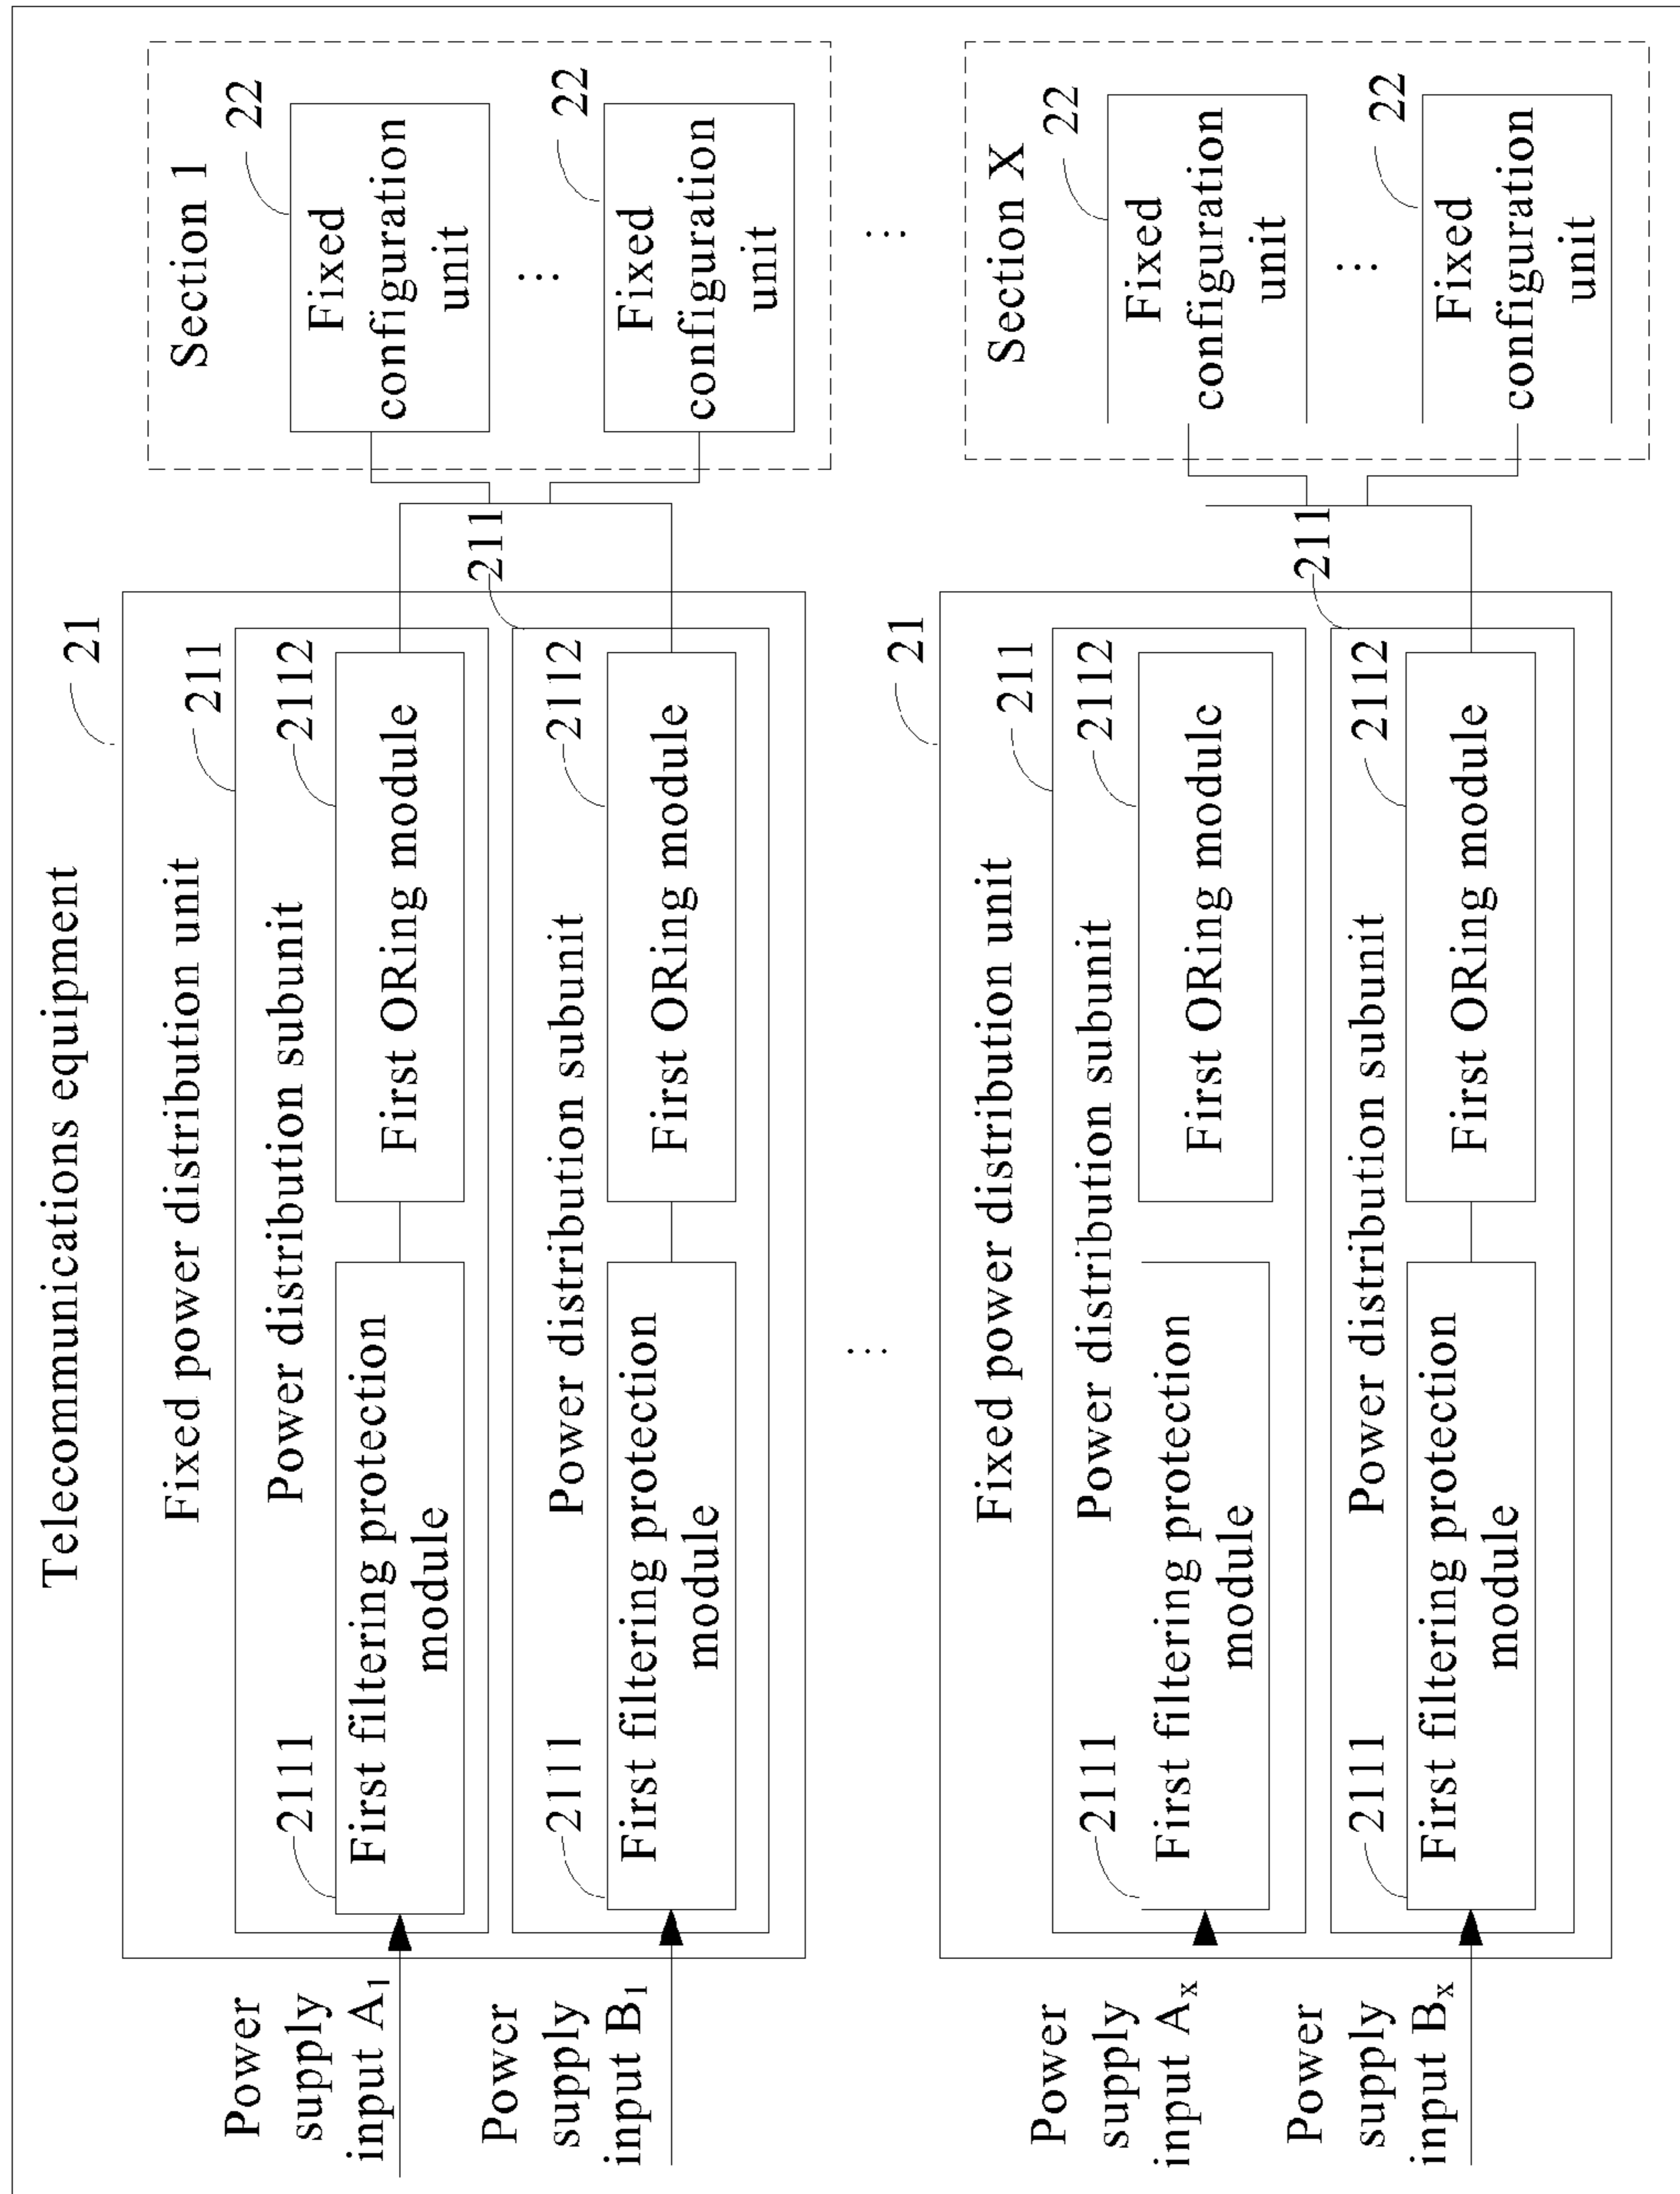 Telecommunications equipment
21
Fixed power distribution unit
211
Power distribution subunit
Power
supply
input A1
2111
First filtering protection
module
2112
First ORing module
211
Power distribution subunit
Powcr
supply
input B1
2111
First filtering protection
module
2112
First ORing module
Section 1
22
Fixed
configuration
unit
...
22
Fixed
configuration
unit
...
...
21
Fixed power distribution unit
211
Power distribution subunit
Power
supply
input Ax
2111
First filtering protection
module
2112
First ORing modulc
211
Power distribution subunit
Power
supply
input Bx
2111
First filtering protection
module
2112
First ORing module
Section X
22
Fixed
configuration
unit
...
22
Fixed
configuration
unit